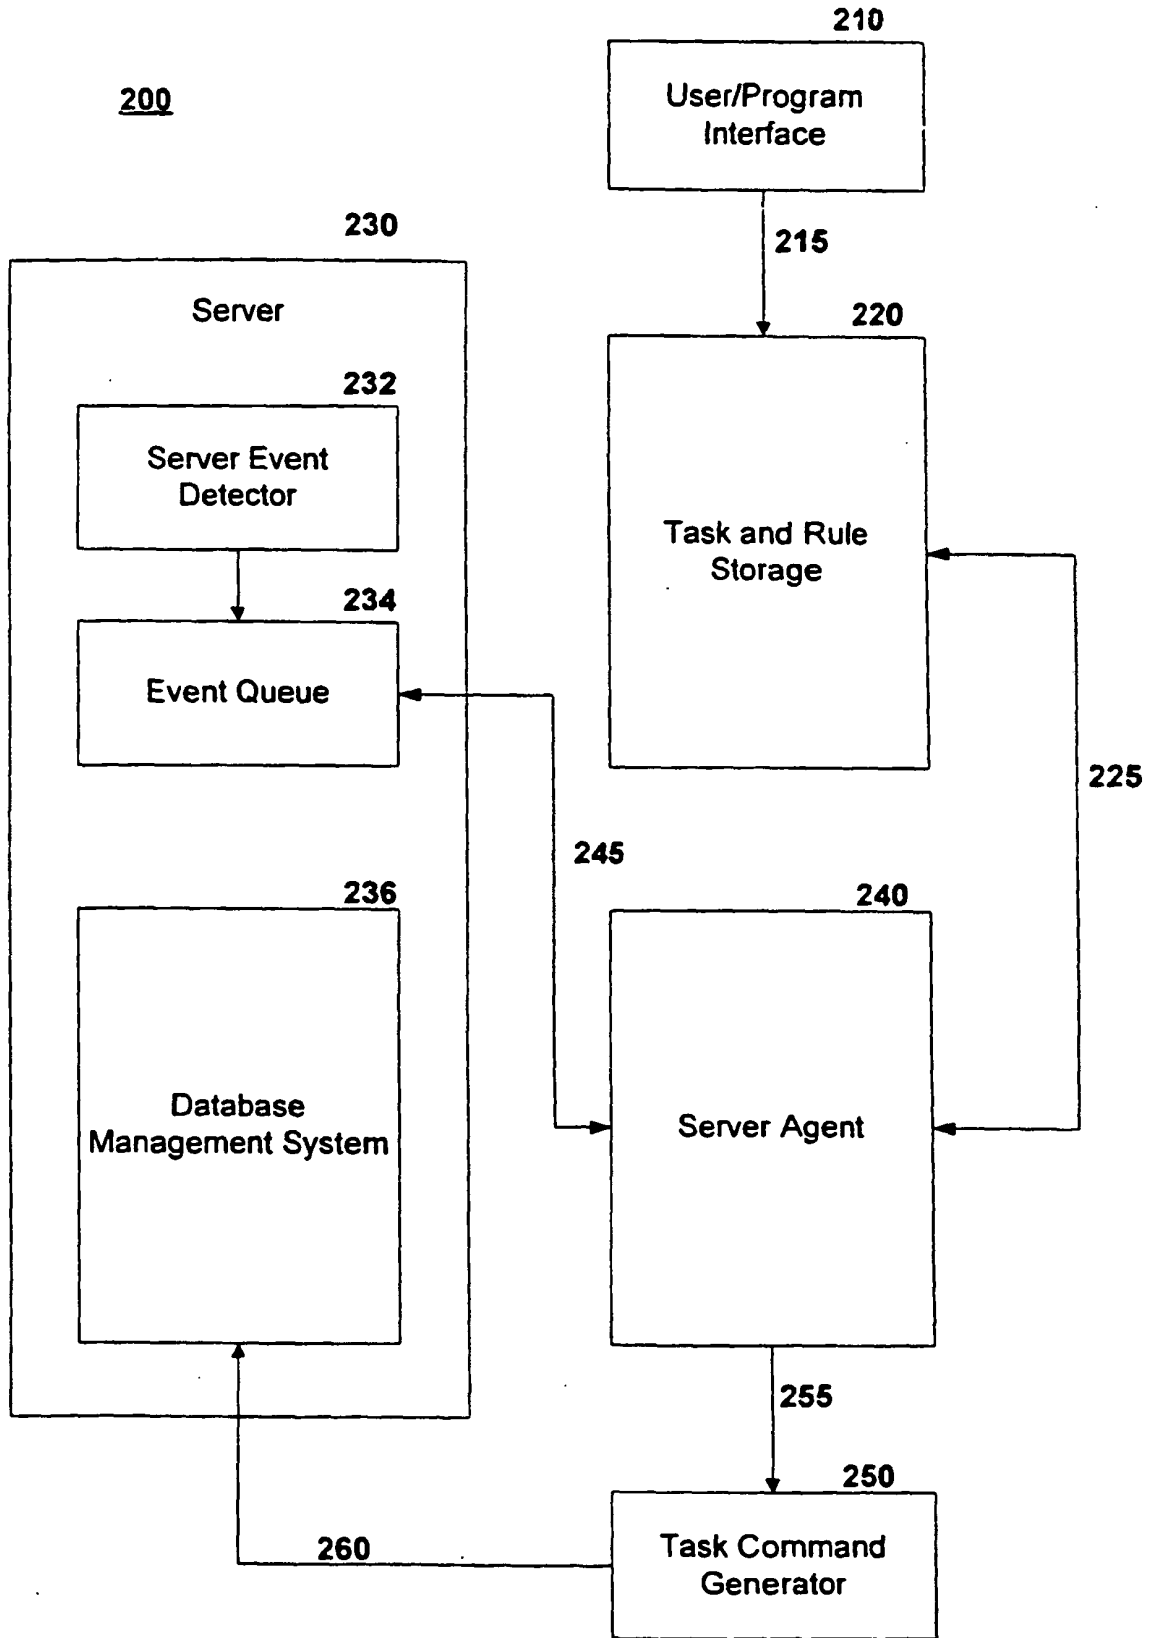 210
200
User/Program
Interface
230
215
Server
220
232
Server Event
Detector
Task and Rule
Storage
234
Event Queue
225
245
236
240
Database
Management System
Server Agent
255
250
260
Task Command
Generator